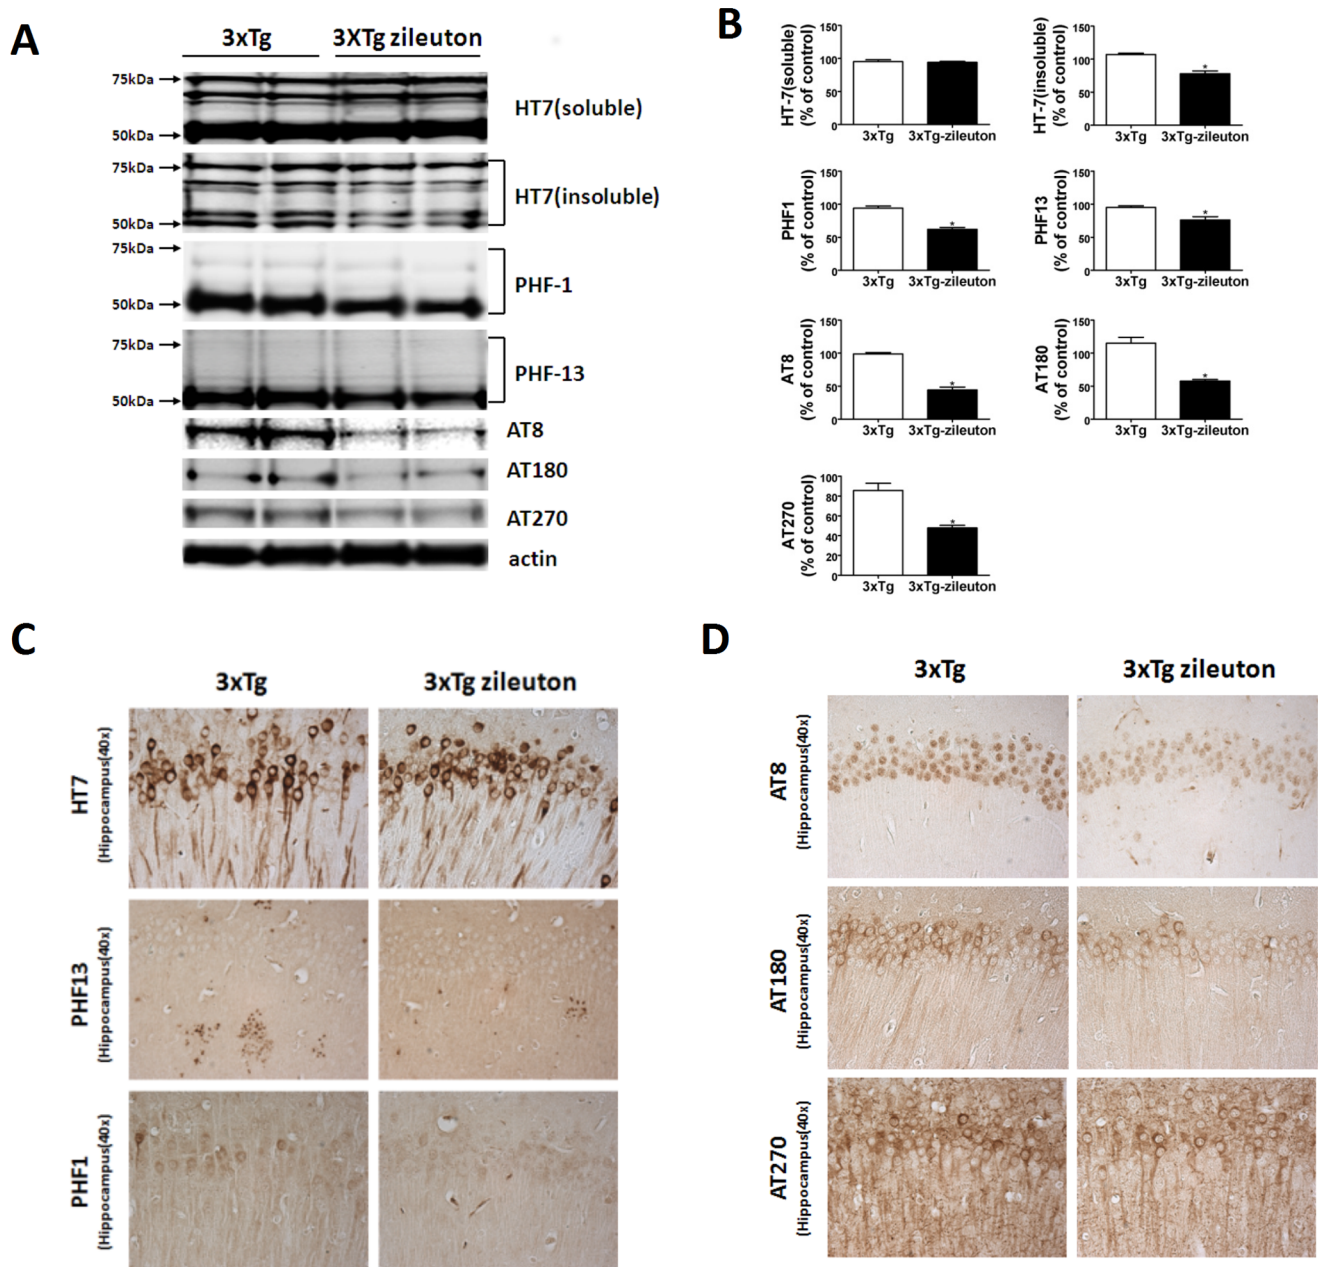 A
3xTg
3XTg zileuton
75kDa
50kDa
HT7(soluble)
75kDa
50kDa
HT7(insoluble)
75kDa
50kDa
PHF-1
75kDa
50kDa
PHF-13
AT8
AT180
AT270
actin
B
HT-7(soluble)
(% of control)
150
100
50
0
3xTg
3xTg-zileuton
HT-7(insoluble)
(% of control)
150
100
50
0
*
3xTg
3xTg-zileuton
PHF1
(% of control)
150
100
50
0
*
3xTg
3xTg-zileuton
PHF13
(% of control)
150
100
50
0
*
3xTg
3xTg-zileuton
AT8
(% of control)
150
100
50
0
*
3xTg
3xTg-zileuton
AT180
(% of control)
150
100
50
0
*
3xTg
3xTg-zileuton
AT270
(% of control)
100
80
60
40
20
0
*
3xTg
3xTg-zileuton
C
3xTg
3xTg zileuton
HT7
(Hippocampus(40x)
PHF13
(Hippocampus(40x)
PHF1
(Hippocampus(40x)
D
3xTg
3xTg zileuton
AT8
(Hippocampus(40x)
AT180
(Hippocampus(40x)
AT270
(Hippocampus(40x)